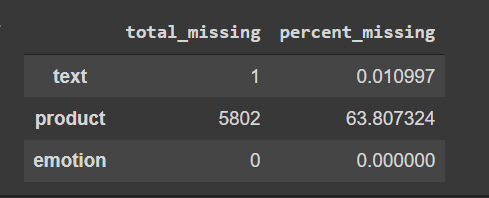 total_missing percent_missing
text 1 0.010997
product 5802 63.807324
emotion 0 0.000000